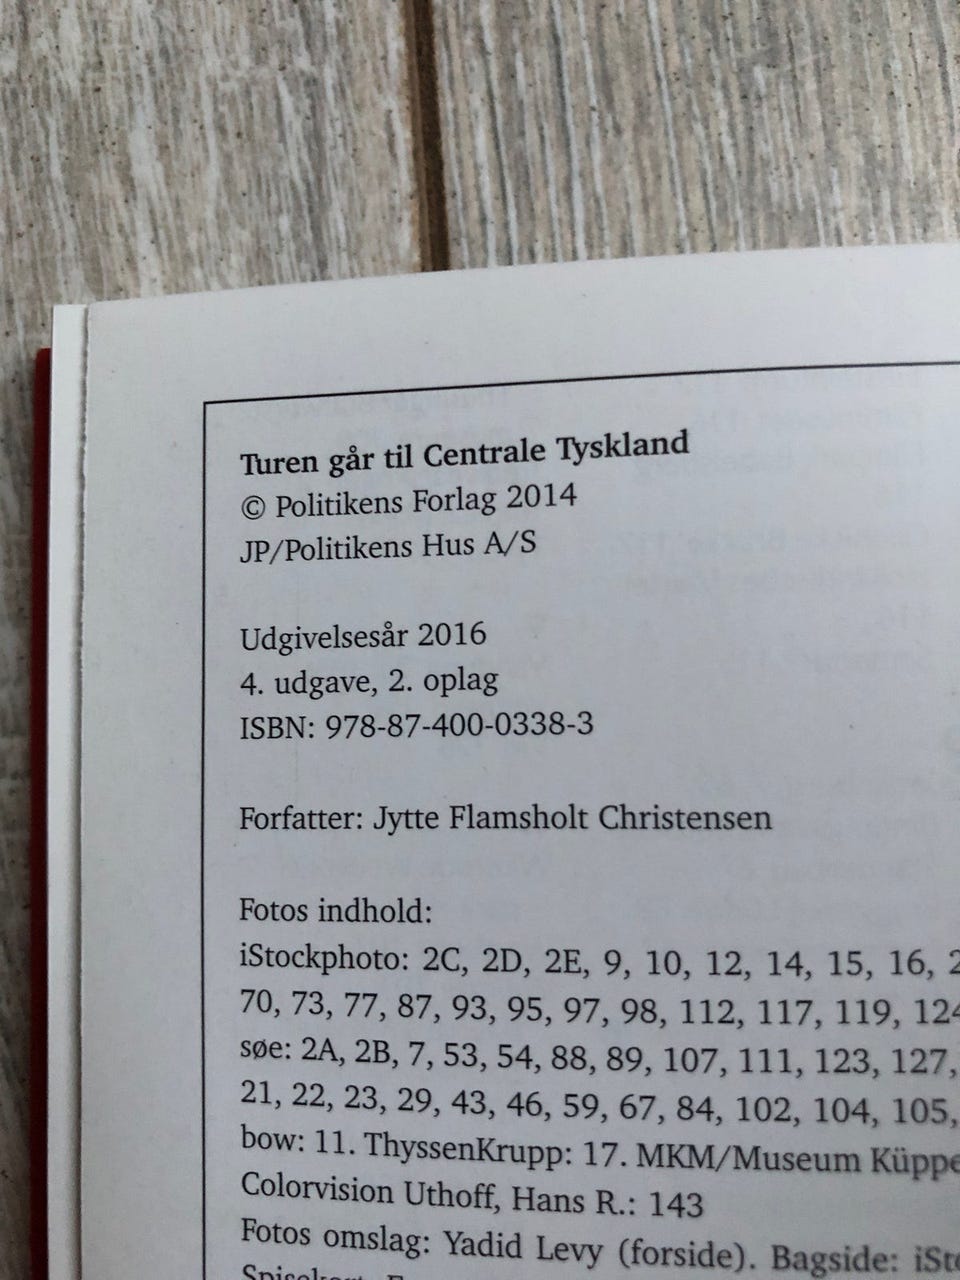 Turen går til Centrale Tyskland
© Politikens Forlag 2014
JP/Politikens Hus A/S
Udgivelsesår 2016
4. udgave, 2. oplag
ISBN: 978-87-400-0338-3
Forfatter: Jytte Flamsholt Christensen
Fotos indhold:
iStockphoto: 2C, 2D, 2E, 9, 10, 12, 14, 15, 16,
70, 73, 77, 87, 93, 95, 97, 98, 112, 117, 119, 124
søe: 2A, 2B, 7, 53, 54, 88, 89, 107, 111, 123, 127,
21, 22, 23, 29, 43, 46, 59, 67, 84, 102, 104, 105,
bow: 11. ThyssenKrupp: 17. MKM/Museum Küppe
Colorvision Uthoff, Hans R.: 143
Fotos omslag: Yadid Levy (forside). Bagside: iSto